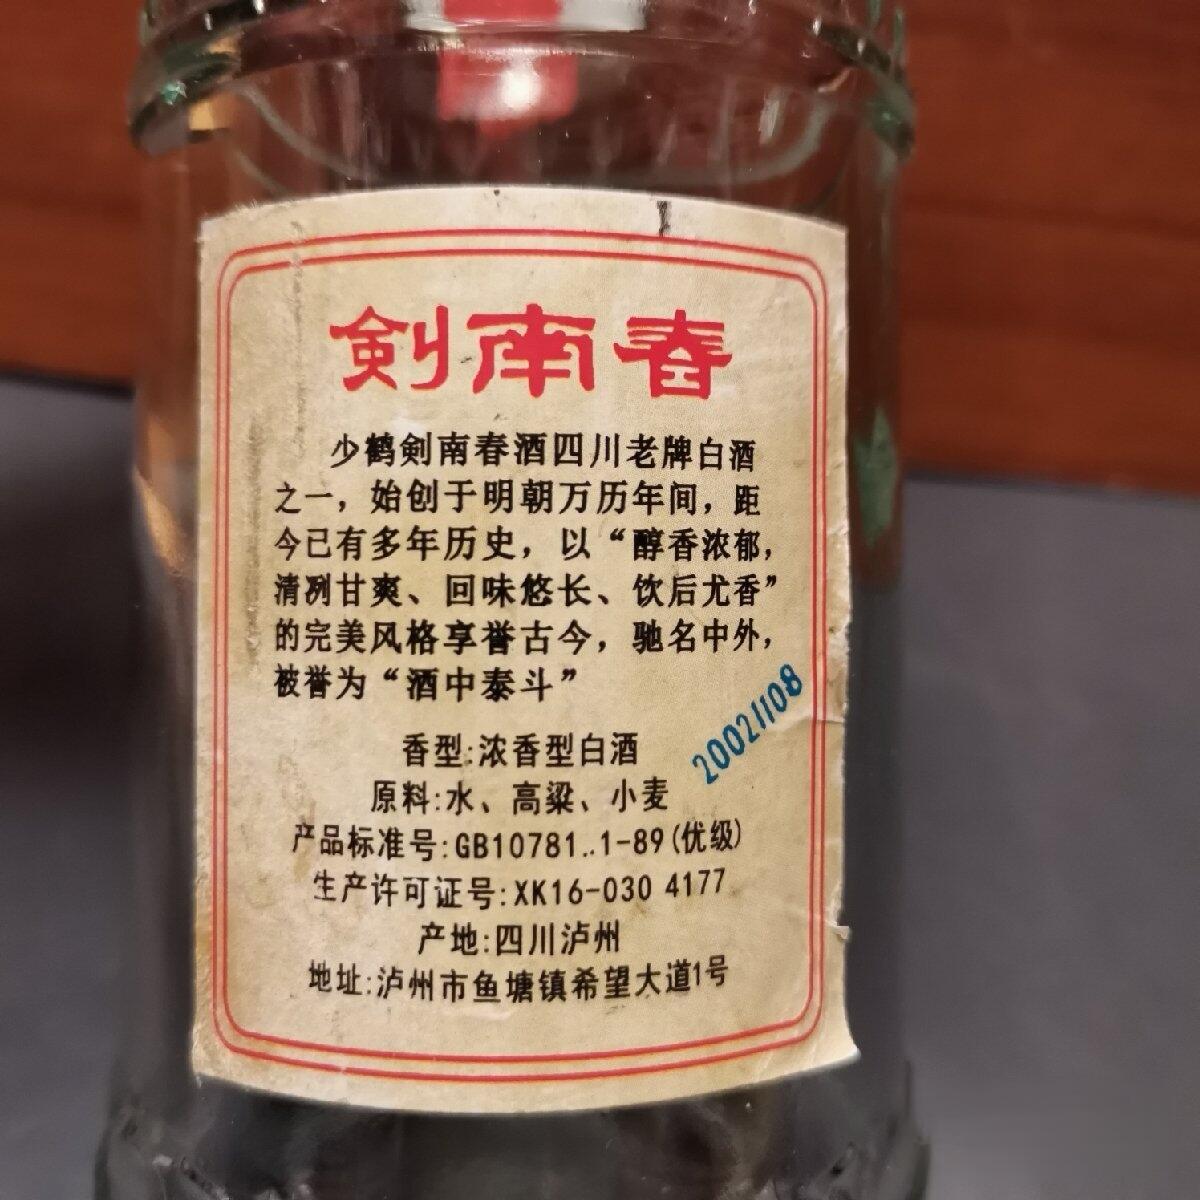 剣南春
少鹤剣南春酒四川老牌白酒
之一，始创于明朝万历年间，距
今已有多年历史，以“醇香浓郁，
清冽甘爽、回味悠长、饮后尤香”
的完美风格享誉古今，驰名中外，
被誉为“酒中泰斗”
2002/108
香型:浓香型白酒
原料:水、高粱、小麦
产品标准号:GB10781..1-89(优级)
生产许可证号:XK16-030 4177
产地:四川泸州
地址:泸州市鱼塘镇希望大道1号